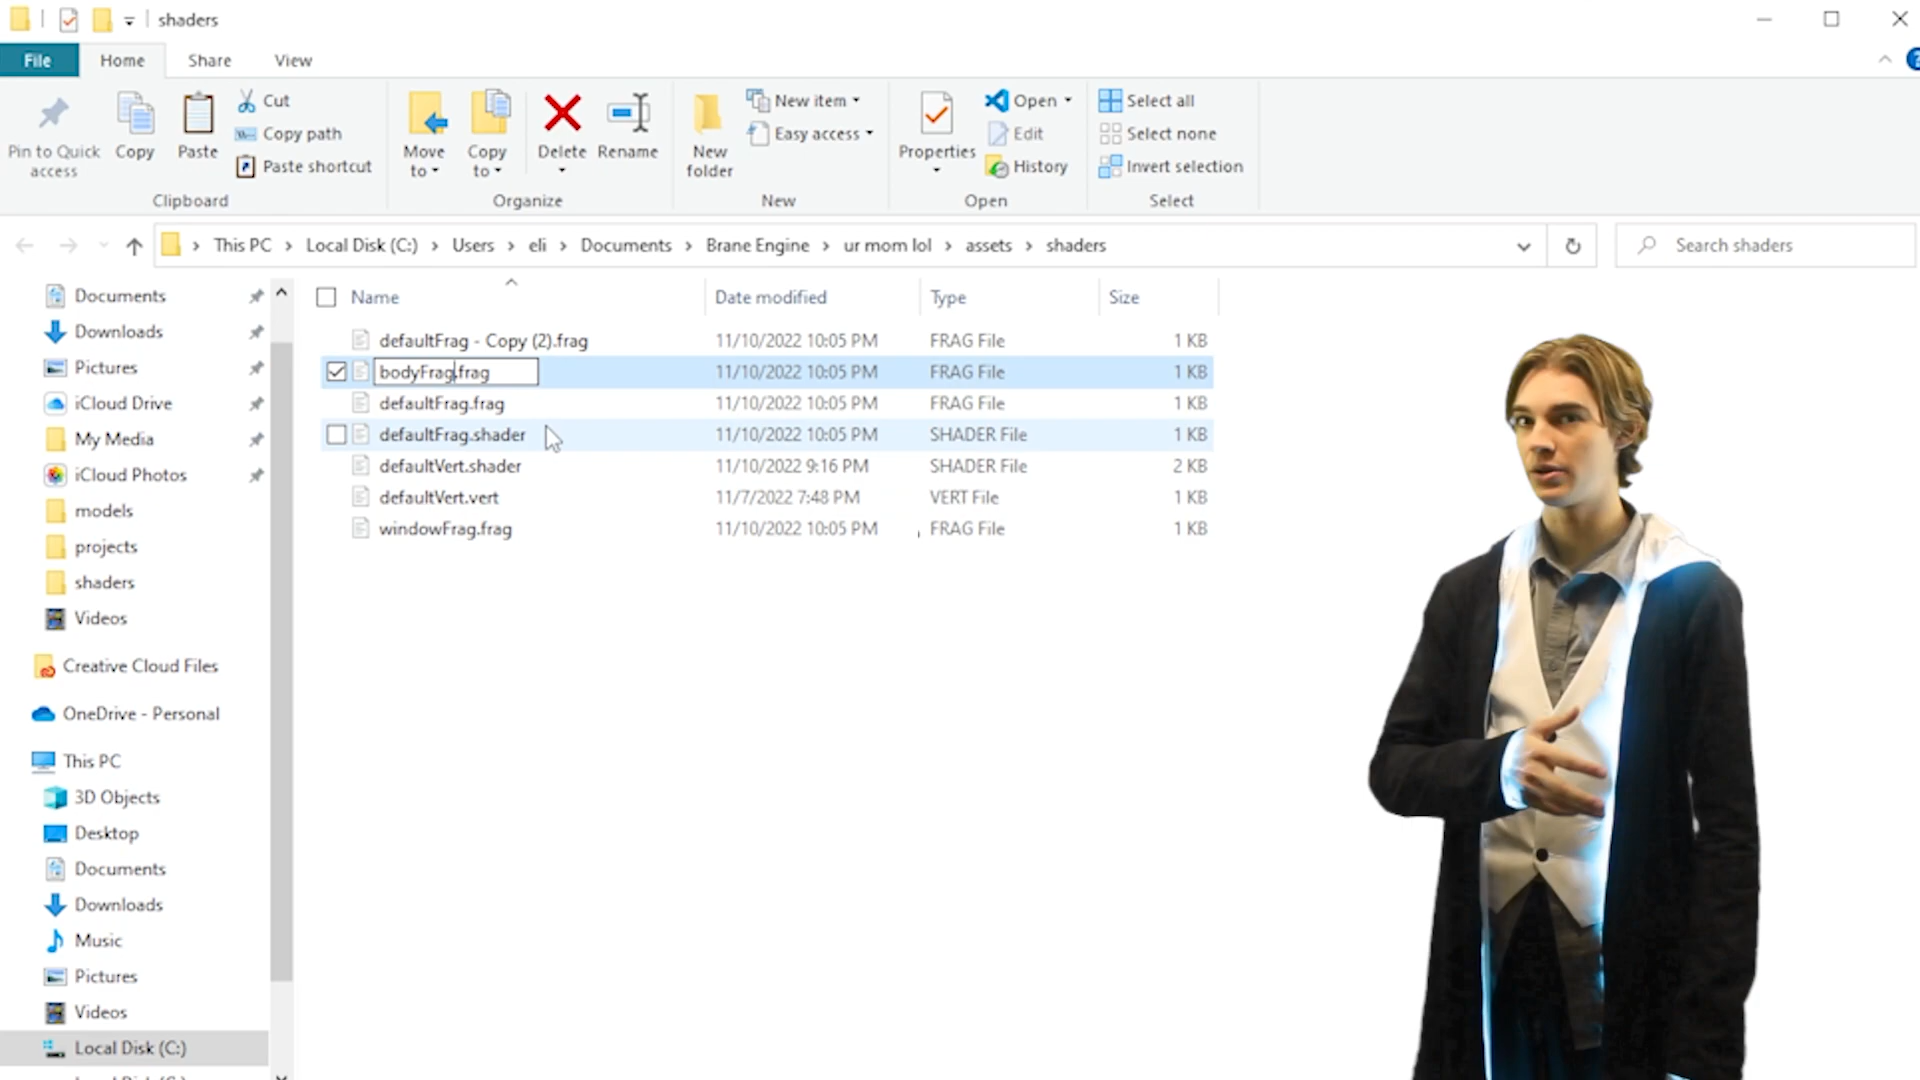 shaders
File Home Share View
Pin to Quick access
Copy
Paste
Cut
Copy path
Paste shortcut
Clipboard
Move to
Copy to
Delete
Rename
Organize
New folder
New item
Easy access
New
Properties
Open
Edit
History
Open
Select all
Select none
Invert selection
Select
This PC > Local Disk (C:) > Users > eli > Documents > Brane Engine > ur mom lol > assets > shaders
Search shaders
Documents
Downloads
Pictures
iCloud Drive
My Media
iCloud Photos
models
projects
shaders
Videos
Creative Cloud Files
OneDrive - Personal
This PC
3D Objects
Desktop
Documents
Downloads
Music
Pictures
Videos
Local Disk (C:)
Name Date modified Type Size
defaultFrag - Copy (2).frag 11/10/2022 10:05 PM FRAG File 1 KB
bodyFrag.frag 11/10/2022 10:05 PM FRAG File 1 KB
defaultFrag.frag 11/10/2022 10:05 PM FRAG File 1 KB
defaultFrag.shader 11/10/2022 10:05 PM SHADER File 1 KB
defaultVert.shader 11/10/2022 9:16 PM SHADER File 2 KB
defaultVert.vert 11/7/2022 7:48 PM VERT File 1 KB
windowFrag.frag 11/10/2022 10:05 PM FRAG File 1 KB